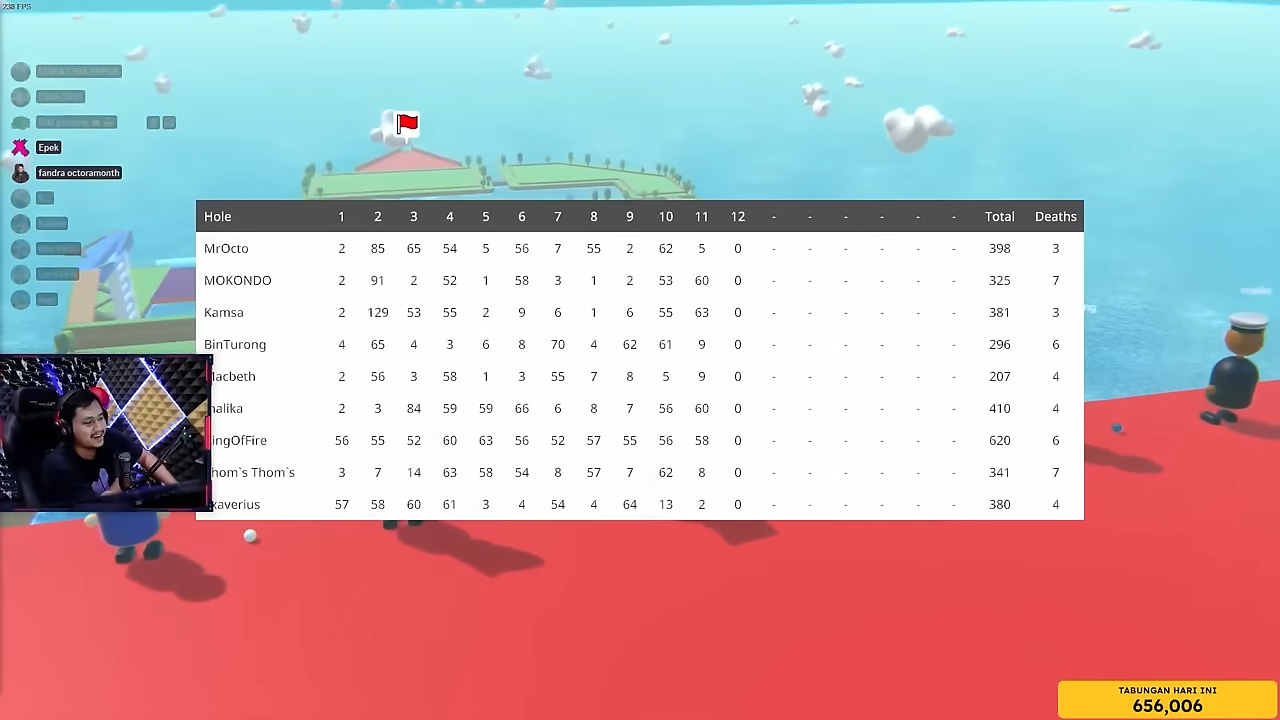 238 FPS
Epek
fandra octoramonth
Hole 1 2 3 4 5 6 7 8 9 10 11 12 - - - - - - Total Deaths
MrOcto 2 85 65 54 5 56 7 55 2 62 5 0 - - - - - - 398 3
MOKONDO 2 91 2 52 1 58 3 1 2 53 60 0 - - - - - - 325 7
Kamsa 2 129 53 55 2 9 6 1 6 55 63 0 - - - - - - 381 3
BinTurong 4 65 4 3 6 8 70 4 62 61 9 0 - - - - - - 296 6
acbeth 2 56 3 58 1 3 55 7 8 5 9 0 - - - - - - 207 4
alika 2 3 84 59 59 66 6 8 7 56 60 0 - - - - - - 410 4
ingOfFire 56 55 52 60 63 56 52 57 55 56 58 0 - - - - - - 620 6
hom`s Thom`s 3 7 14 63 58 54 8 57 7 62 8 0 - - - - - - 341 7
kaverius 57 58 60 61 3 4 54 4 64 13 2 0 - - - - - - 380 4
TABUNGAN HARI INI
656,006